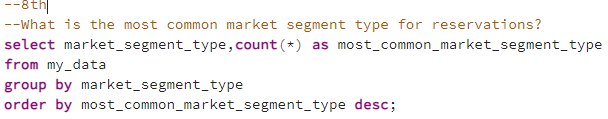 --8th
--What is the most common market segment type for reservations?
select market_segment_type,count(*) as most_common_market_segment_type
from my_data
group by market_segment_type
order by most_common_market_segment_type desc;